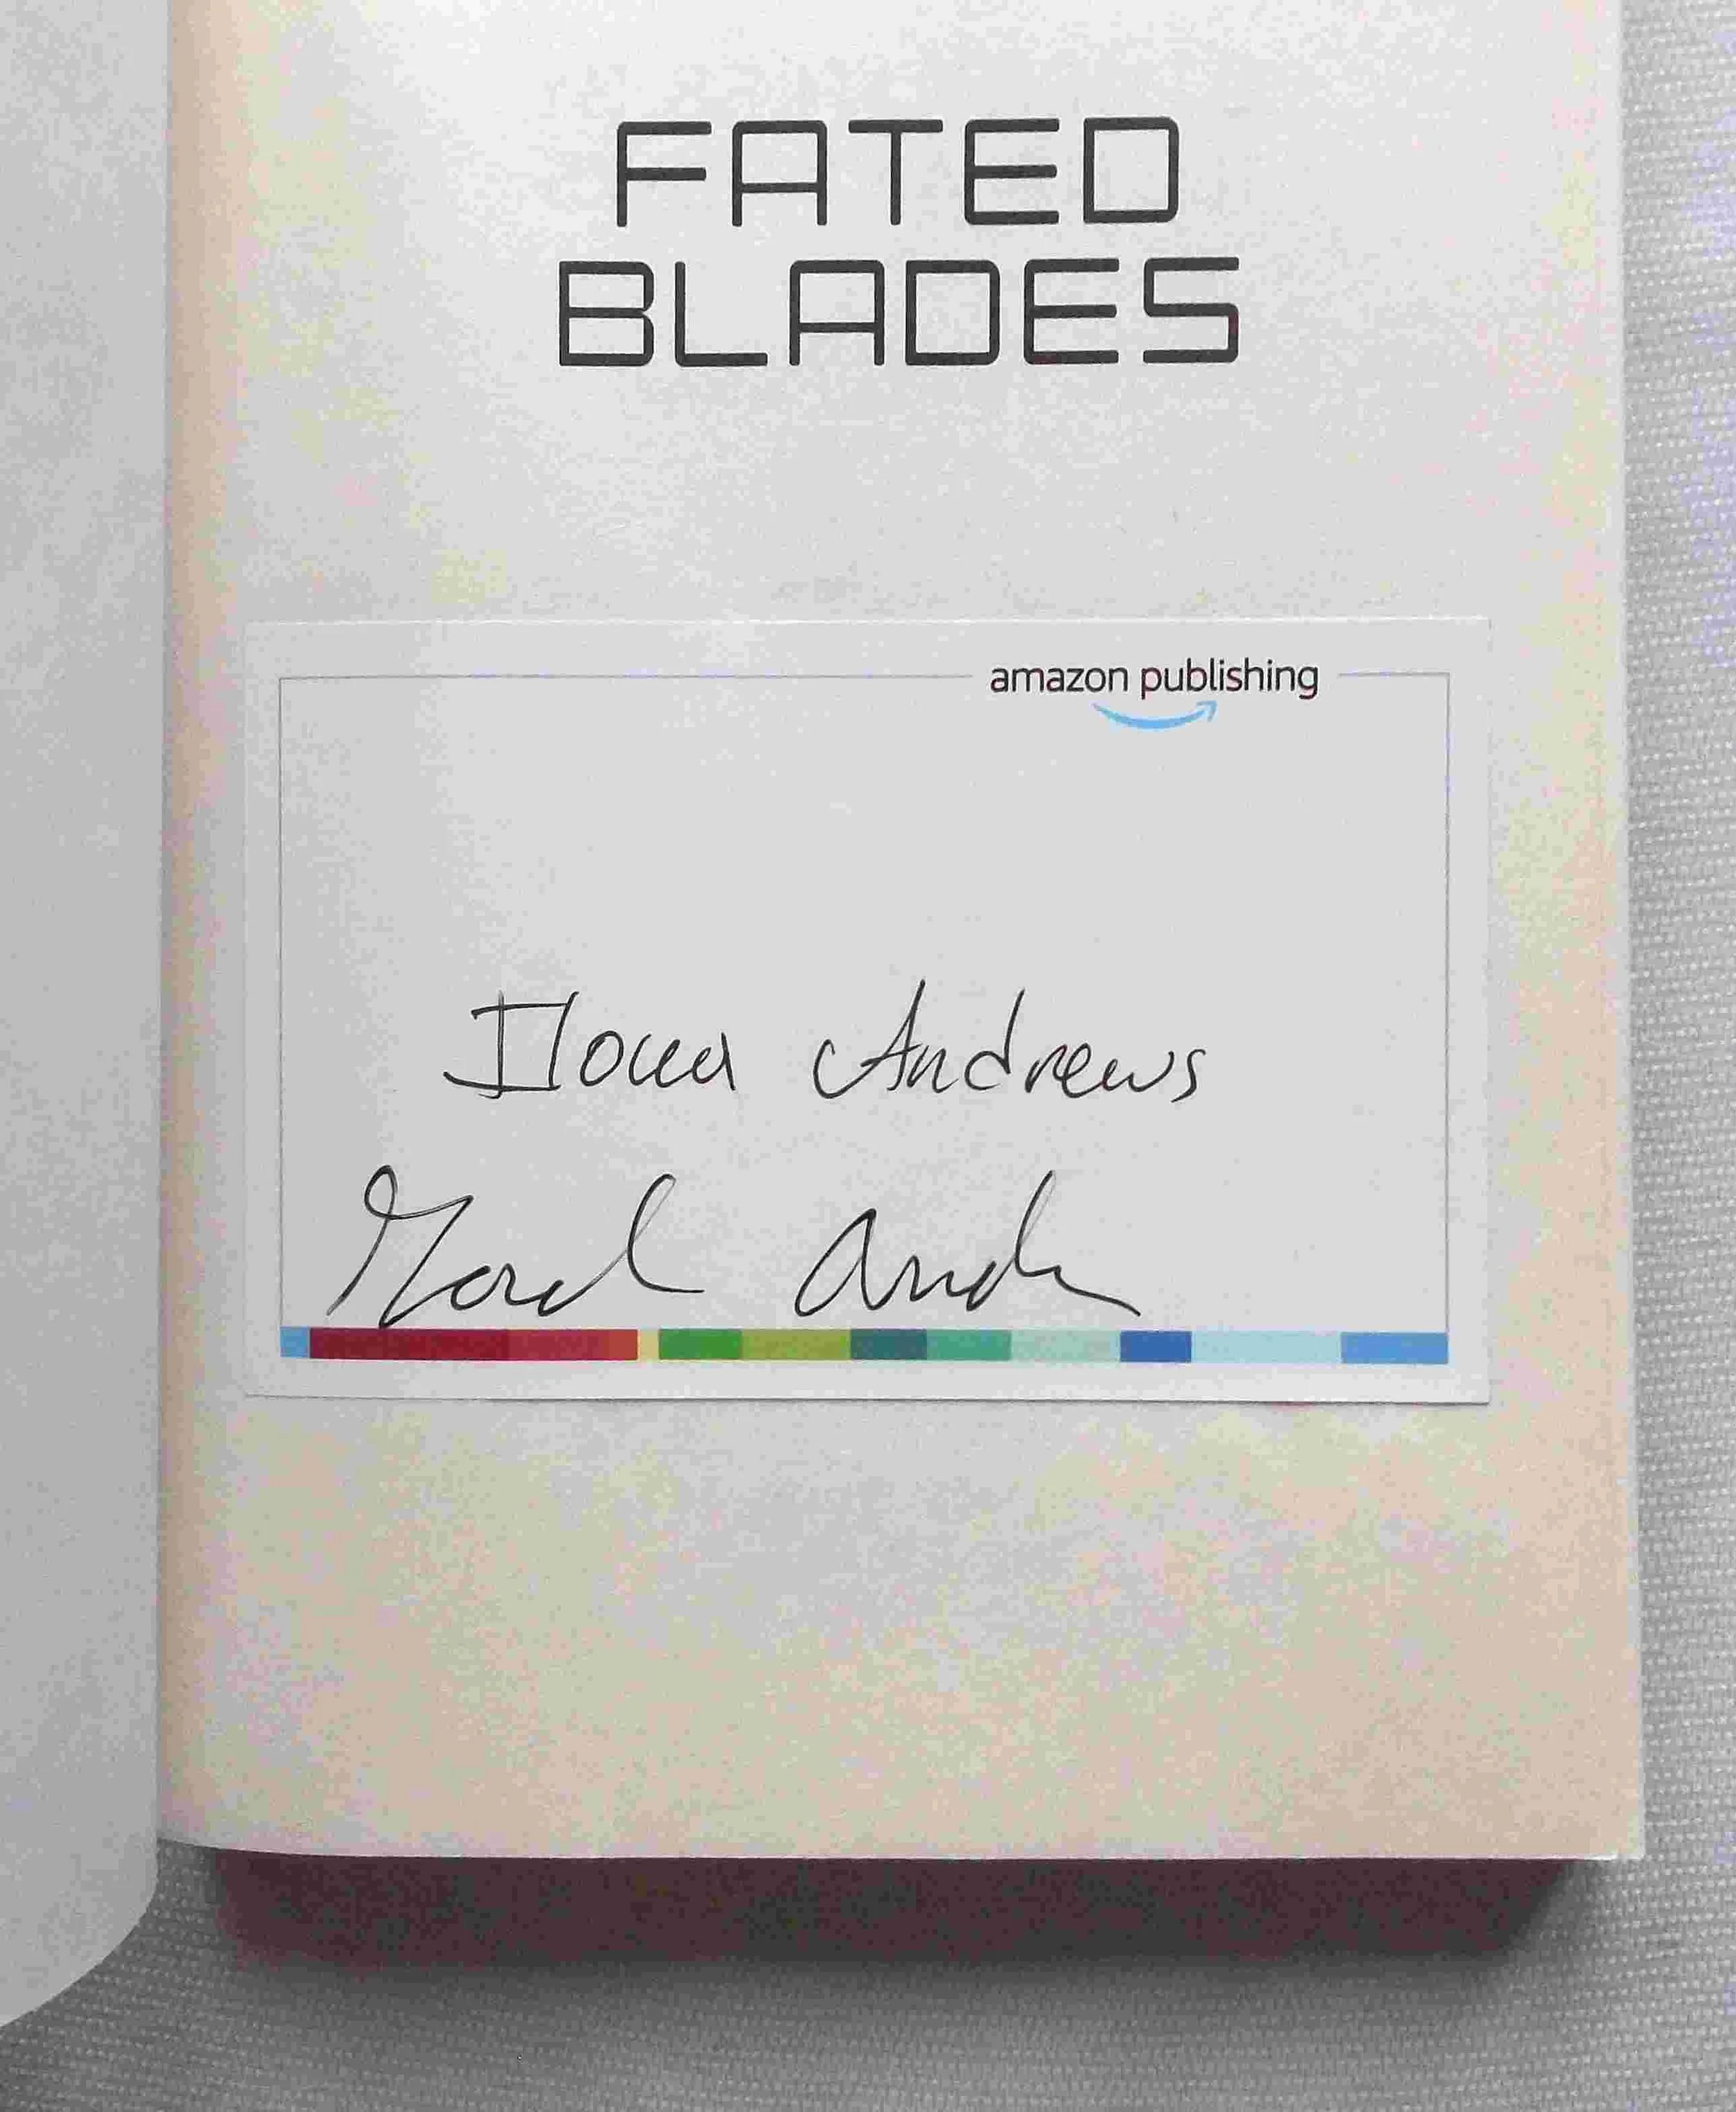 FATED
BLADES
amazon publishing
Ilona Andrews